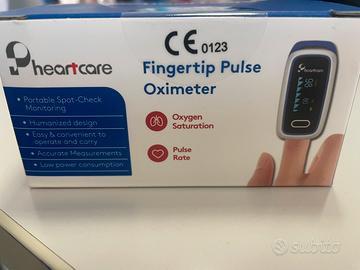 heartcare
CE 0123
Fingertip Pulse
Oximeter
• Portable Spot-Check
Monitoring
• Humanized design
• Easy & convenient to
operate and carry
• Accurate Measurements
• Low power consumption
Oxygen
Saturation
Pulse
Rate
heartcare
subito